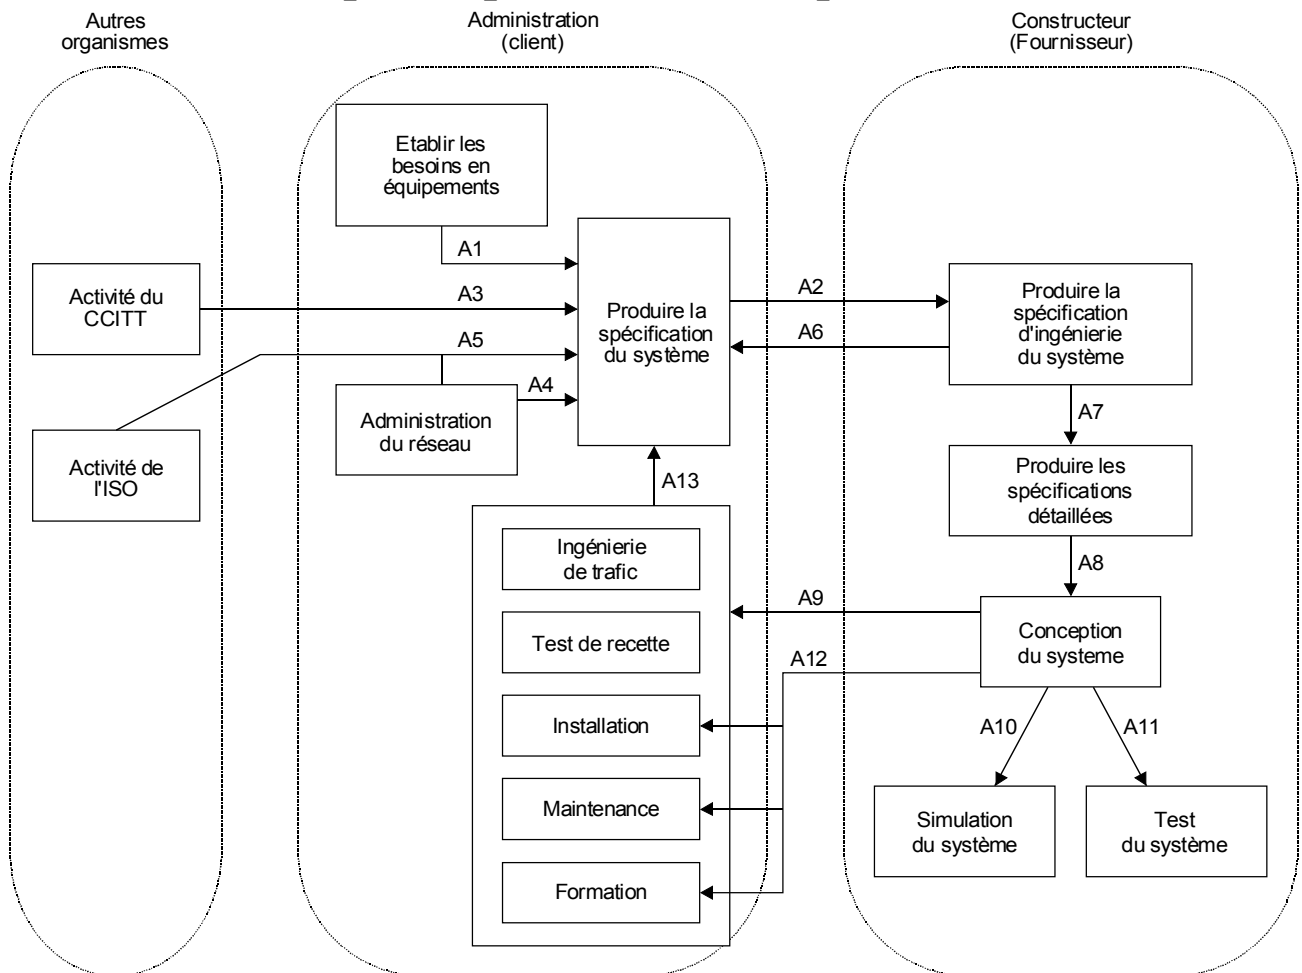 Autres
organismes
Administration
(client)
Constructeur
(Fournisseur)
Etablir les
besoins en
équipements
A1
Activité du
CCITT
A3
Produire la
spécification
du système
A2
Produire la
spécification
d'ingénierie
du système
A6
A5
A4
Administration
du réseau
A7
Activité de
l'ISO
A13
Produire les
spécifications
détaillées
Ingénierie
de trafic
A8
A9
Test de recette
Conception
du systeme
A12
Installation
A10
A11
Maintenance
Simulation
du système
Test
du système
Formation